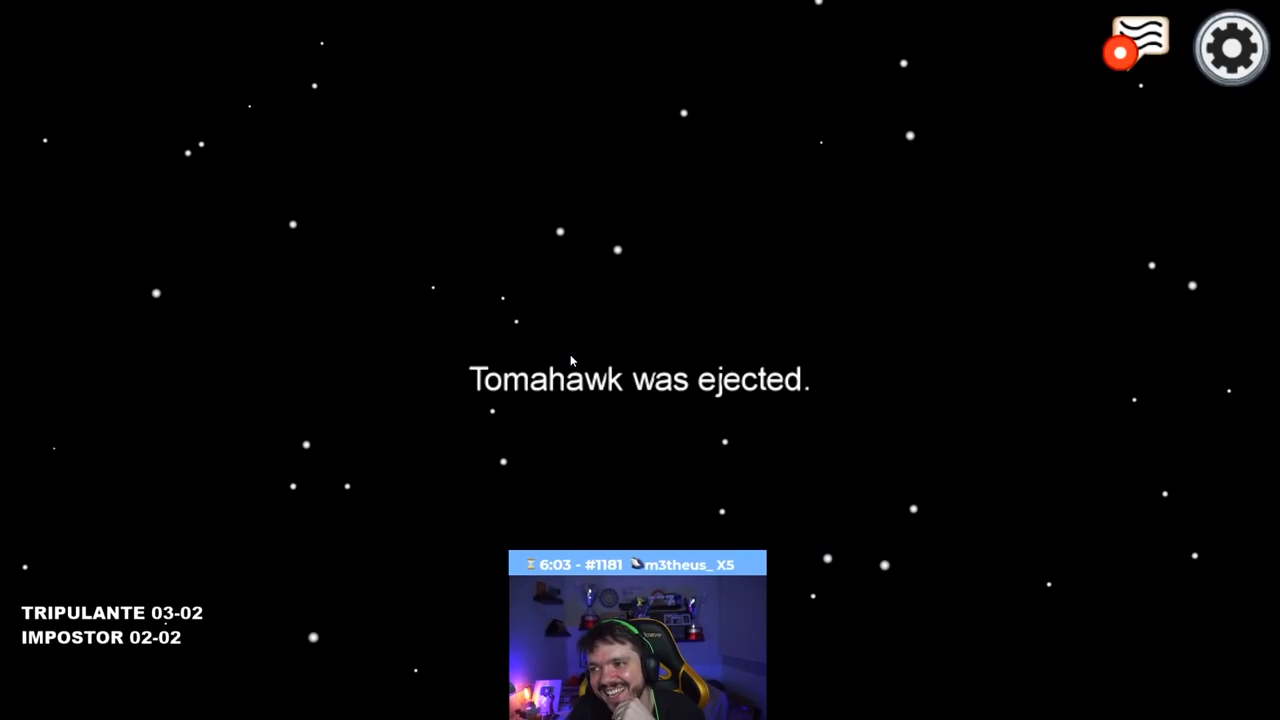 Tomahawk was ejected.
6:03 - #1181 m3theus_ X5
TRIPULANTE 03-02
IMPOSTOR 02-02